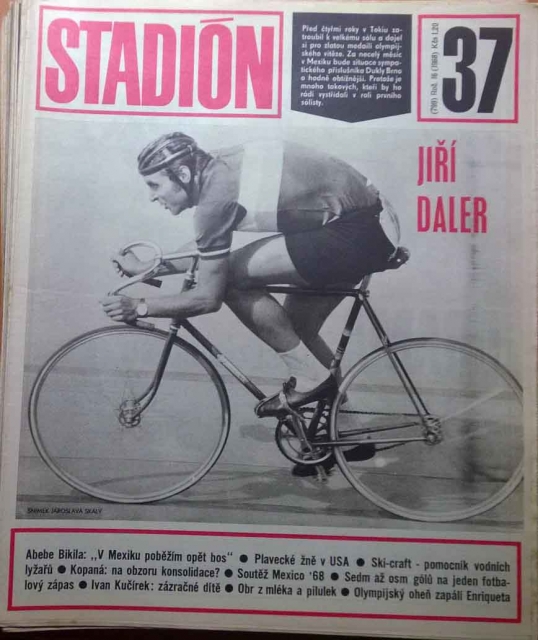 STADIÓN
Před čtyřmi roky v Tokiu za-
troubil k velkému sólu a dojel
si pro zlatou medaili olympij-
ského vítěze. Za necelý měsíc
v Mexiku bude situace sympa-
tického příslušníka Dukly Brno
o hodně obtížnější. Protože je
mnoho takových, kteří by ho
rádi vystřídali v roli prvního
sólisty.
(799) Roč. 16 (1968) Kčs 1,20
37
JIŘÍ
DALER
SNÍMEK JAROSLAVA SKÁLY
Abebe Bikila: „V Mexiku poběžím opět bos" ● Plavecké žně v USA ● Ski-craft - pomocník vodních
lyžařů ● Kopaná: na obzoru konsolidace? ● Soutěž Mexico '68 ● Sedm až osm gólů na jeden fotba-
lový zápas ● Ivan Kučírek: zázračné dítě ● Obr z mléka a pilulek ● Olympijský oheň zapálí Enriqueta